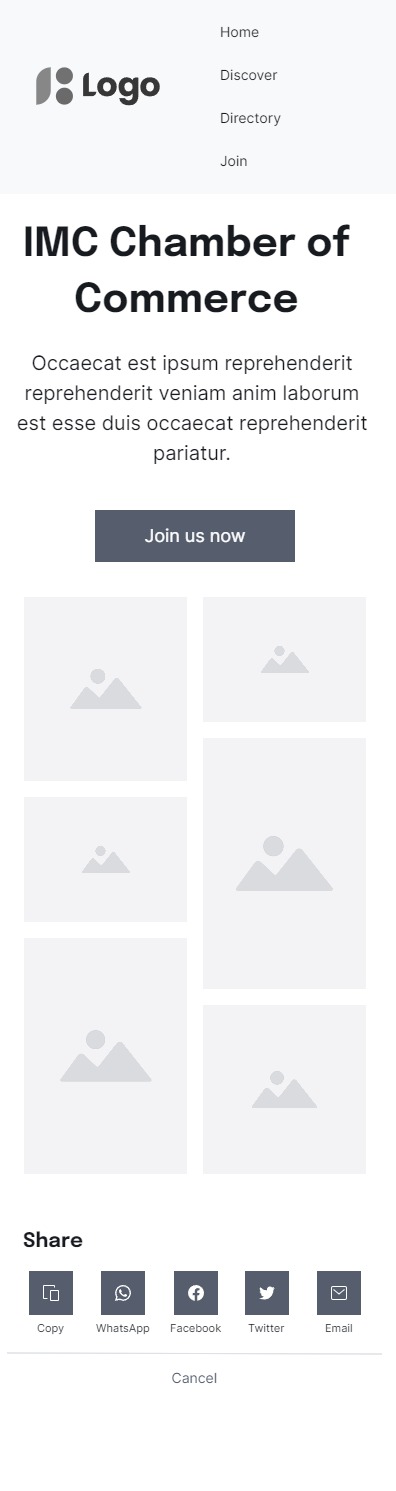 Logo
Home
Discover
Directory
Join
IMC Chamber of
Commerce
Occaecat est ipsum reprehenderit
reprehenderit veniam anim laborum
est esse duis occaecat reprehenderit
pariatur.
Join us now
Share
Copy
WhatsApp
Facebook
Twitter
Email
Cancel